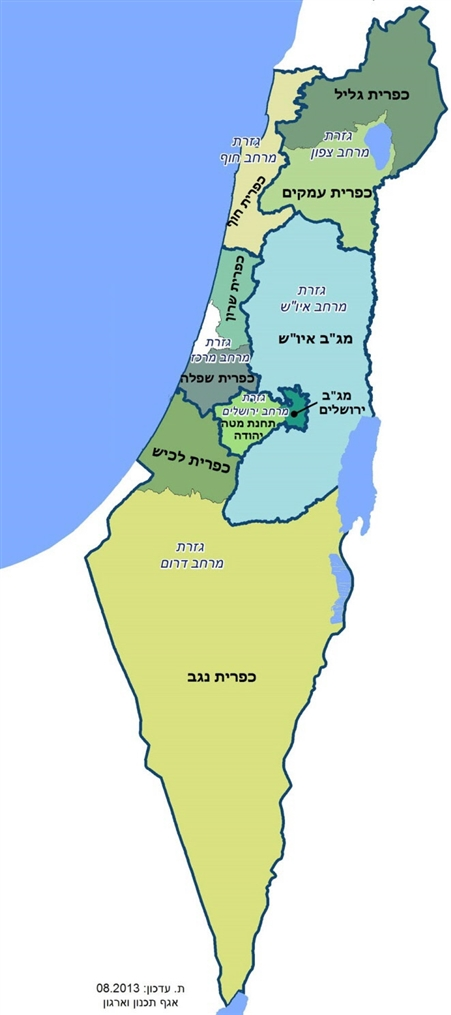 כפרית גליל
גזרת
מרחב צפון
גזרת
מרחב חוף
כפרית עמקים
כפרית חוף
כפרית שרון
גזרת
מרחב איו"ש
מג"ב איו"ש
גזרת
מרחב מרכז
כפרית שפלה
מג"ב
ירושלים
גזרת
מרחב ירושלים
תחנת מטה
יהודה
כפרית לכיש
גזרת
מרחב דרום
כפרית נגב
ת. עדכון: 08.2013
אגף תכנון וארגון